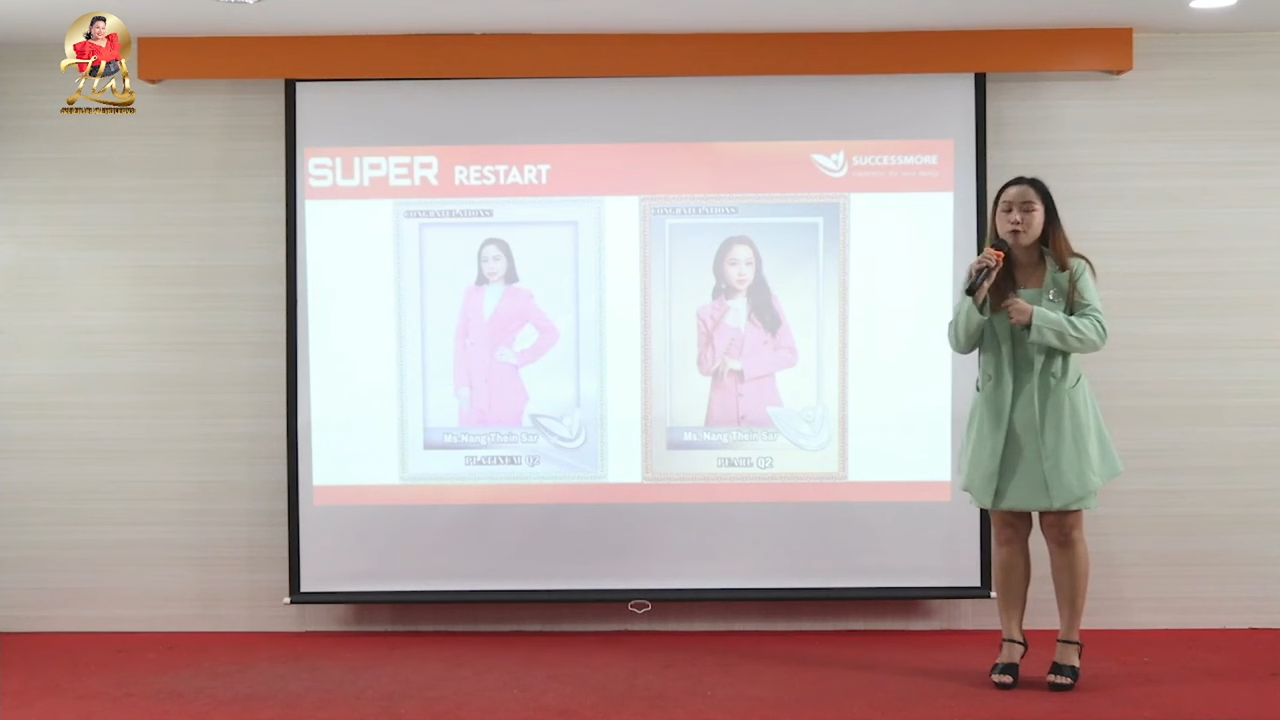 SUPER RESTART
SUCCESSMORE
CONGRATULATIONS!
Ms.Nang Thein Sar
PLATINUM Q2
CONGRATULATIONS!
Ms. Nang Thein Sar
PEARL Q2